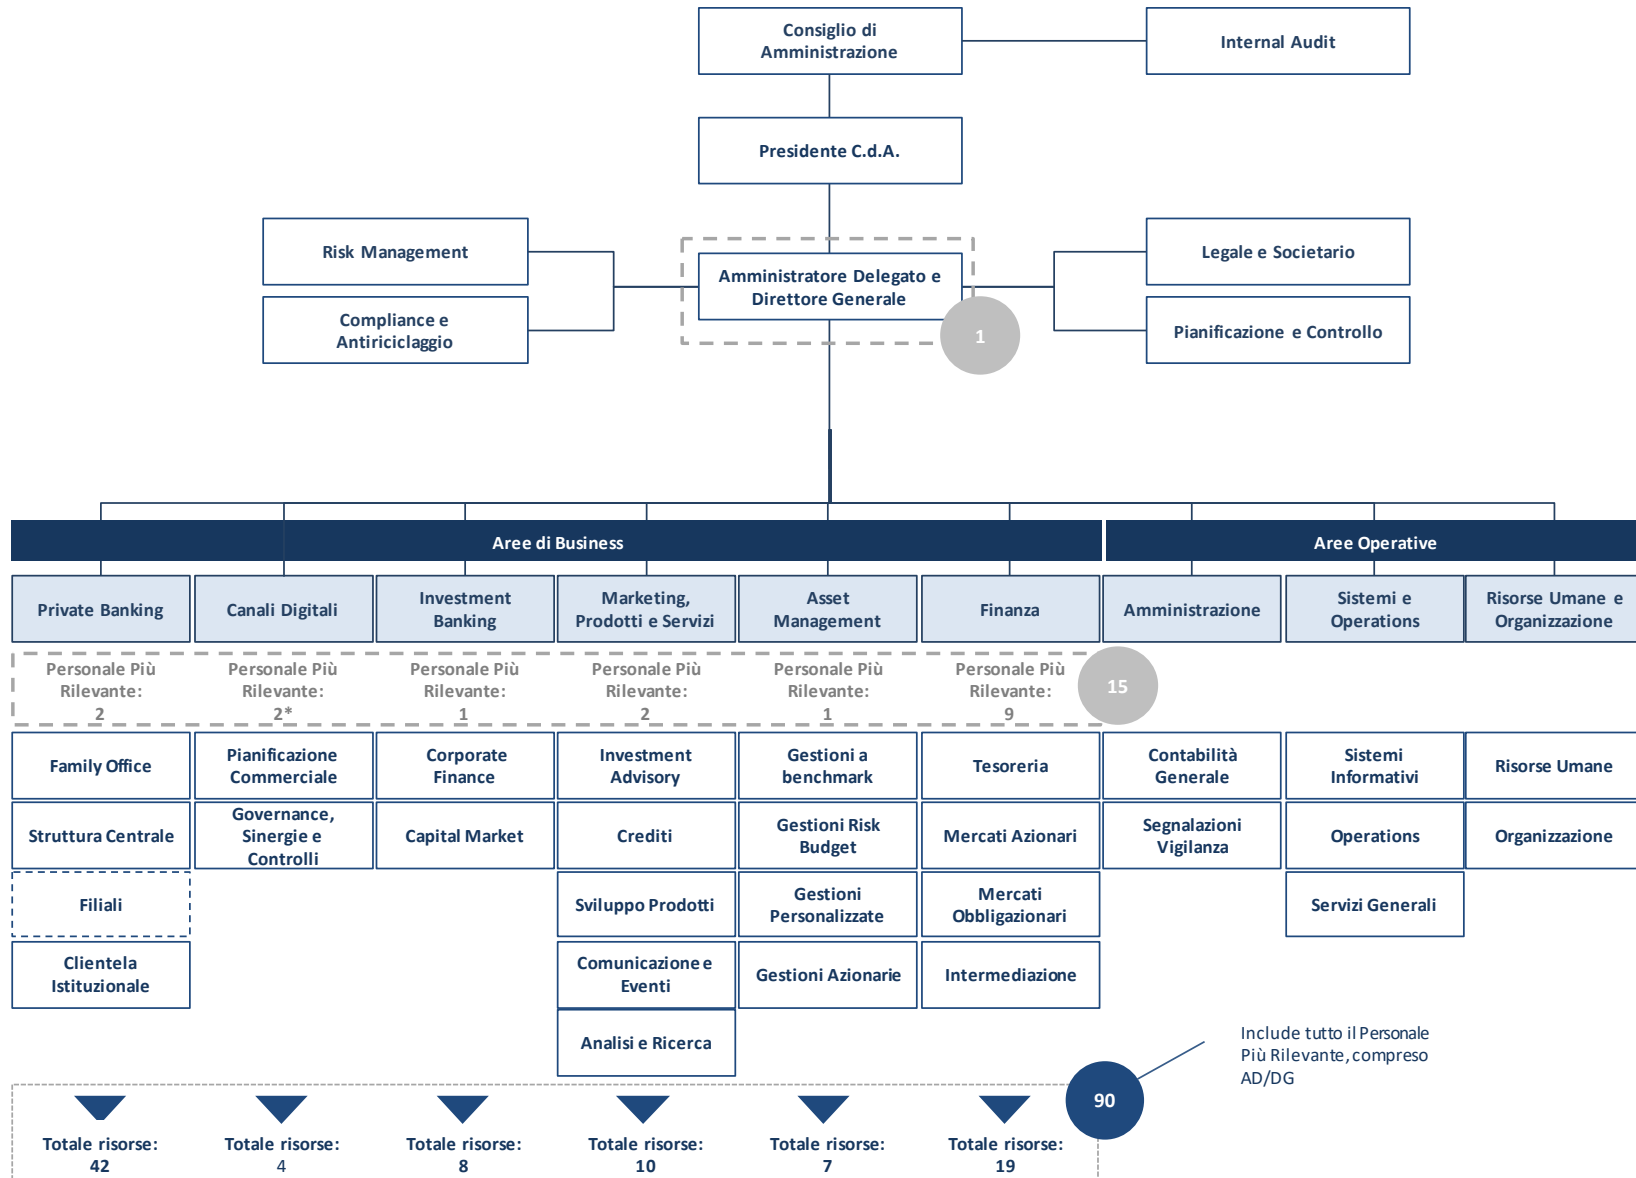 Consiglio di
Amministrazione
Internal Audit
Presidente C.d.A.
Risk Management
Legale e Societario
Amministratore Delegato e
Direttore Generale
Compliance e
Antiriciclaggio
Pianificazione e Controllo
1
Aree di Business
Aree Operative
Private Banking
Canali Digitali
Investment
Banking
Marketing,
Prodotti e Servizi
Asset
Management
Finanza
Amministrazione
Sistemi e
Operations
Risorse Umane e
Organizzazione
Personale Più
Rilevante:
2
Personale Più
Rilevante:
2*
Personale Più
Rilevante:
1
Personale Più
Rilevante:
2
Personale Più
Rilevante:
1
Personale Più
Rilevante:
9
15
Family Office
Pianificazione
Commerciale
Corporate
Finance
Investment
Advisory
Gestioni a
benchmark
Tesoreria
Contabilità
Generale
Sistemi
Informativi
Risorse Umane
Struttura Centrale
Governance,
Sinergie e
Controlli
Capital Market
Crediti
Gestioni Risk
Budget
Mercati Azionari
Segnalazioni
Vigilanza
Operations
Organizzazione
Filiali
Sviluppo Prodotti
Gestioni
Personalizzate
Mercati
Obbligazionari
Servizi Generali
Clientela
Istituzionale
Comunicazione e
Eventi
Gestioni Azionarie
Intermediazione
Analisi e Ricerca
Include tutto il Personale
Più Rilevante, compreso
AD/DG
90
Totale risorse:
42
Totale risorse:
4
Totale risorse:
8
Totale risorse:
10
Totale risorse:
7
Totale risorse:
19